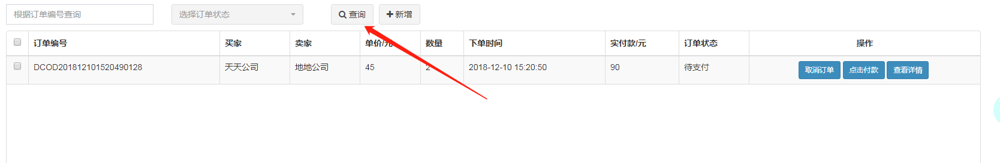 根据订单编号查询 选择订单状态 查询 新增
订单编号 买家 卖家 单价/元 数量 下单时间 实付款/元 订单状态 操作
DCOD201812101520490128 天天公司 地地公司 45 2 2018-12-10 15:20:50 90 待支付 取消订单 点击付款 查看详情